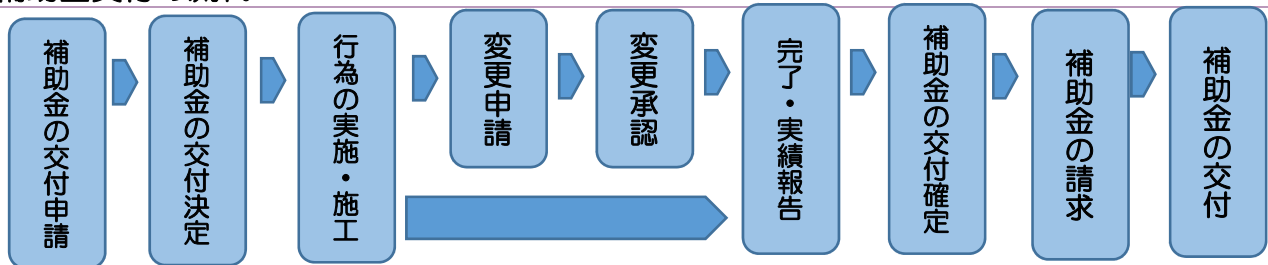 補助金の交付申請
補助金の交付決定
行為の実施・施工
変更申請
変更承認
完了・実績報告
補助金の交付確定
補助金の請求
補助金の交付